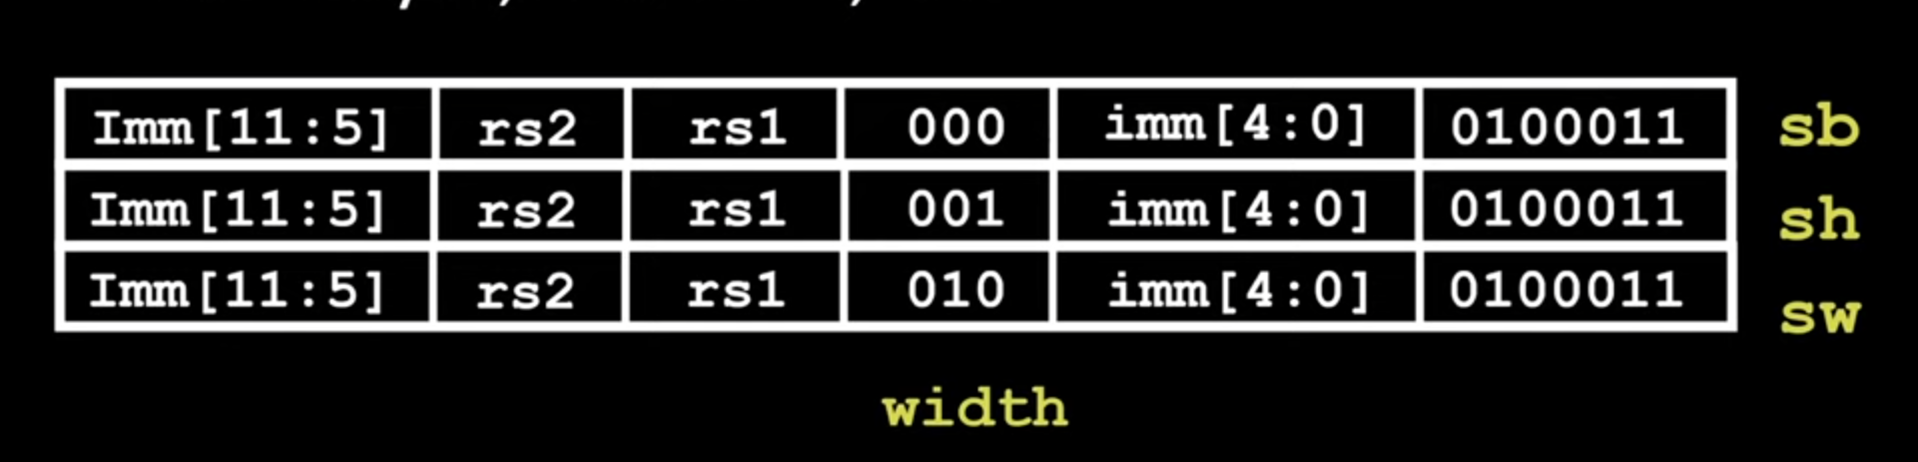 Imm[11:5] rs2 rs1 000 imm[4:0] 0100011 sb
Imm[11:5] rs2 rs1 001 imm[4:0] 0100011 sh
Imm[11:5] rs2 rs1 010 imm[4:0] 0100011 sw
width